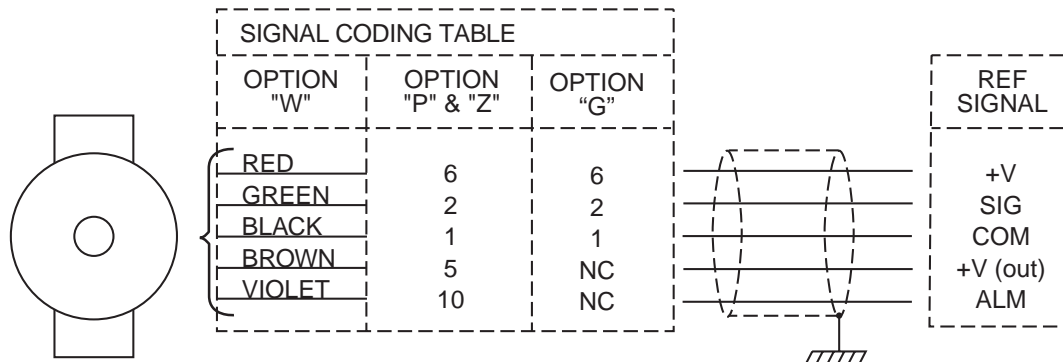 SIGNAL CODING TABLE
OPTION "W" OPTION "P" & "Z" OPTION “G” REF SIGNAL
RED 6 6 +V
GREEN 2 2 SIG
BLACK 1 1 COM
BROWN 5 NC +V (out)
VIOLET 10 NC ALM